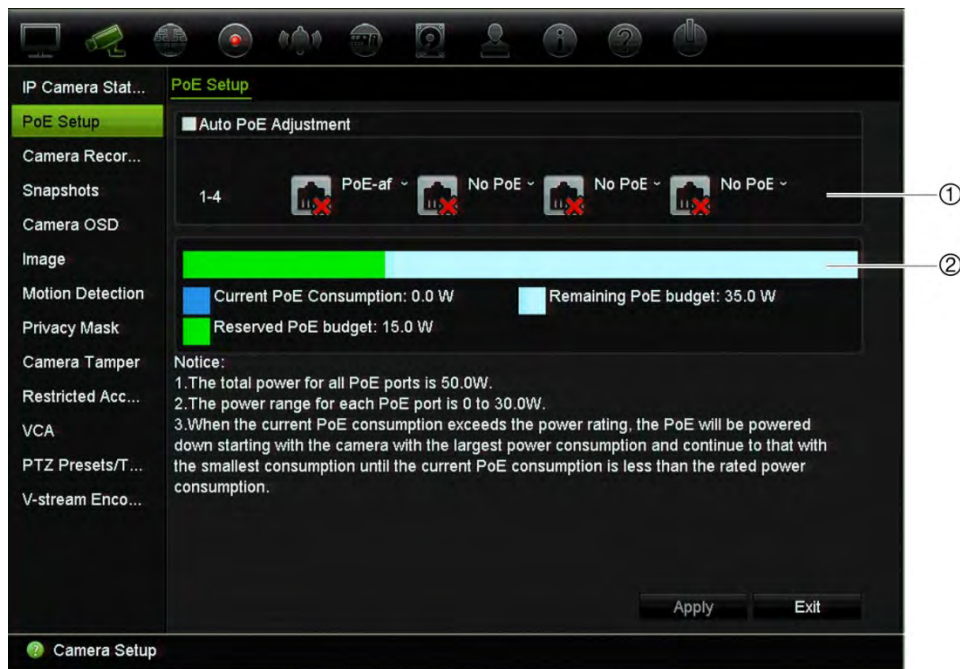 IP Camera Stat...
PoE Setup
PoE Setup
Auto PoE Adjustment
Camera Recor...
Snapshots
1-4
PoE-af
No PoE
No PoE
No PoE
①
Camera OSD
Image
②
Motion Detection
Current PoE Consumption: 0.0 W
Remaining PoE budget: 35.0 W
Privacy Mask
Reserved PoE budget: 15.0 W
Camera Tamper
Notice:
1.The total power for all PoE ports is 50.0W.
Restricted Acc...
2.The power range for each PoE port is 0 to 30.0W.
3.When the current PoE consumption exceeds the power rating, the PoE will be powered
VCA
down starting with the camera with the largest power consumption and continue to that with
PTZ Presets/T...
the smallest consumption until the current PoE consumption is less than the rated power
consumption.
V-stream Enco...
Apply
Exit
Camera Setup